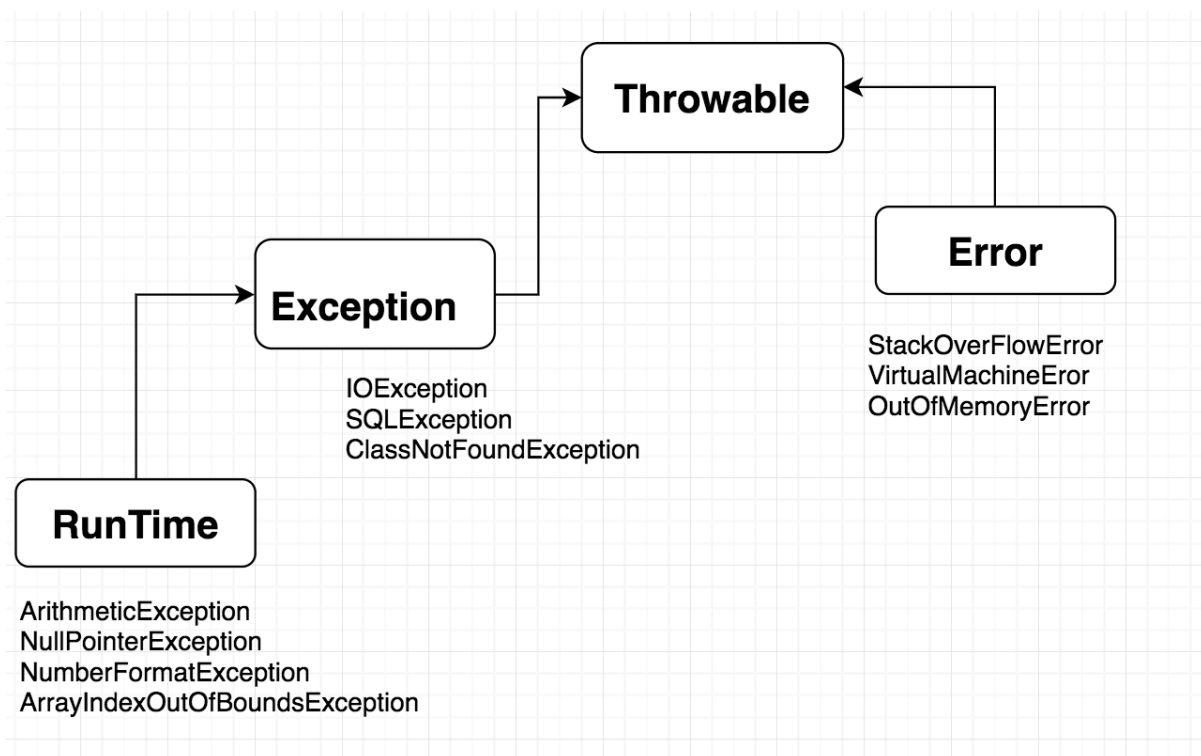 Throwable
Error
Exception
StackOverFlowError
VirtualMachineEror
OutOfMemoryError
IOException
SQLException
ClassNotFoundException
RunTime
ArithmeticException
NullPointerException
NumberFormatException
ArrayIndexOutOfBoundsException